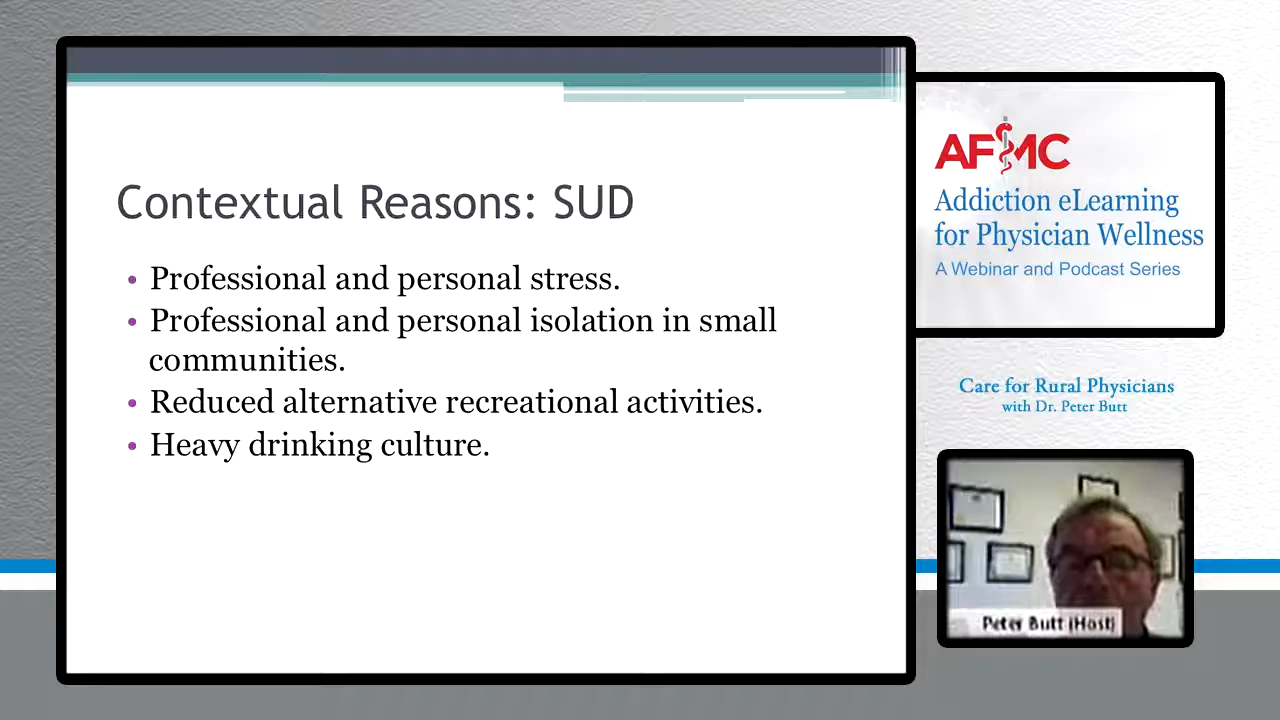 Contextual Reasons: SUD
• Professional and personal stress.
• Professional and personal isolation in small
communities.
• Reduced alternative recreational activities.
• Heavy drinking culture.
AFMC
Addiction eLearning
for Physician Wellness
A Webinar and Podcast Series
Care for Rural Physicians
with Dr. Peter Butt
Peter Butt (Host)